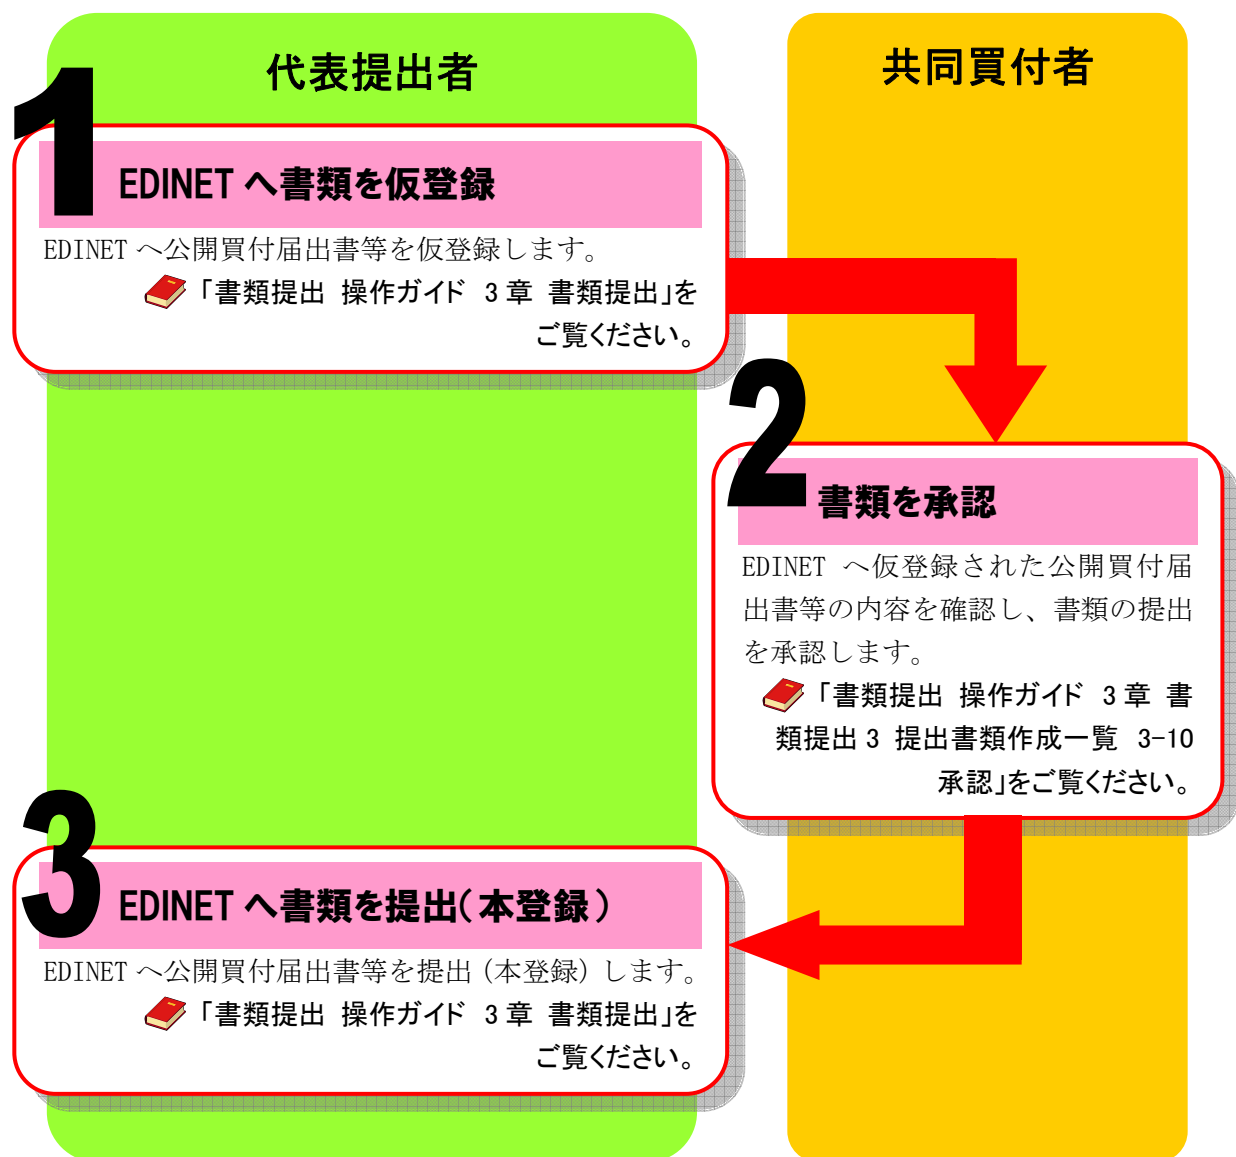 代表提出者
共同買付者
1
EDINET へ書類を仮登録
EDINET へ公開買付届出書等を仮登録します。
「書類提出 操作ガイド 3章 書類提出」を
ご覧ください。
2
書類を承認
EDINET へ仮登録された公開買付届
出書等の内容を確認し、書類の提出
を承認します。
「書類提出 操作ガイド 3章 書
類提出3 提出書類作成一覧 3-10
承認」をご覧ください。
3
EDINET へ書類を提出(本登録)
EDINET へ公開買付届出書等を提出(本登録)します。
「書類提出 操作ガイド 3章 書類提出」を
ご覧ください。